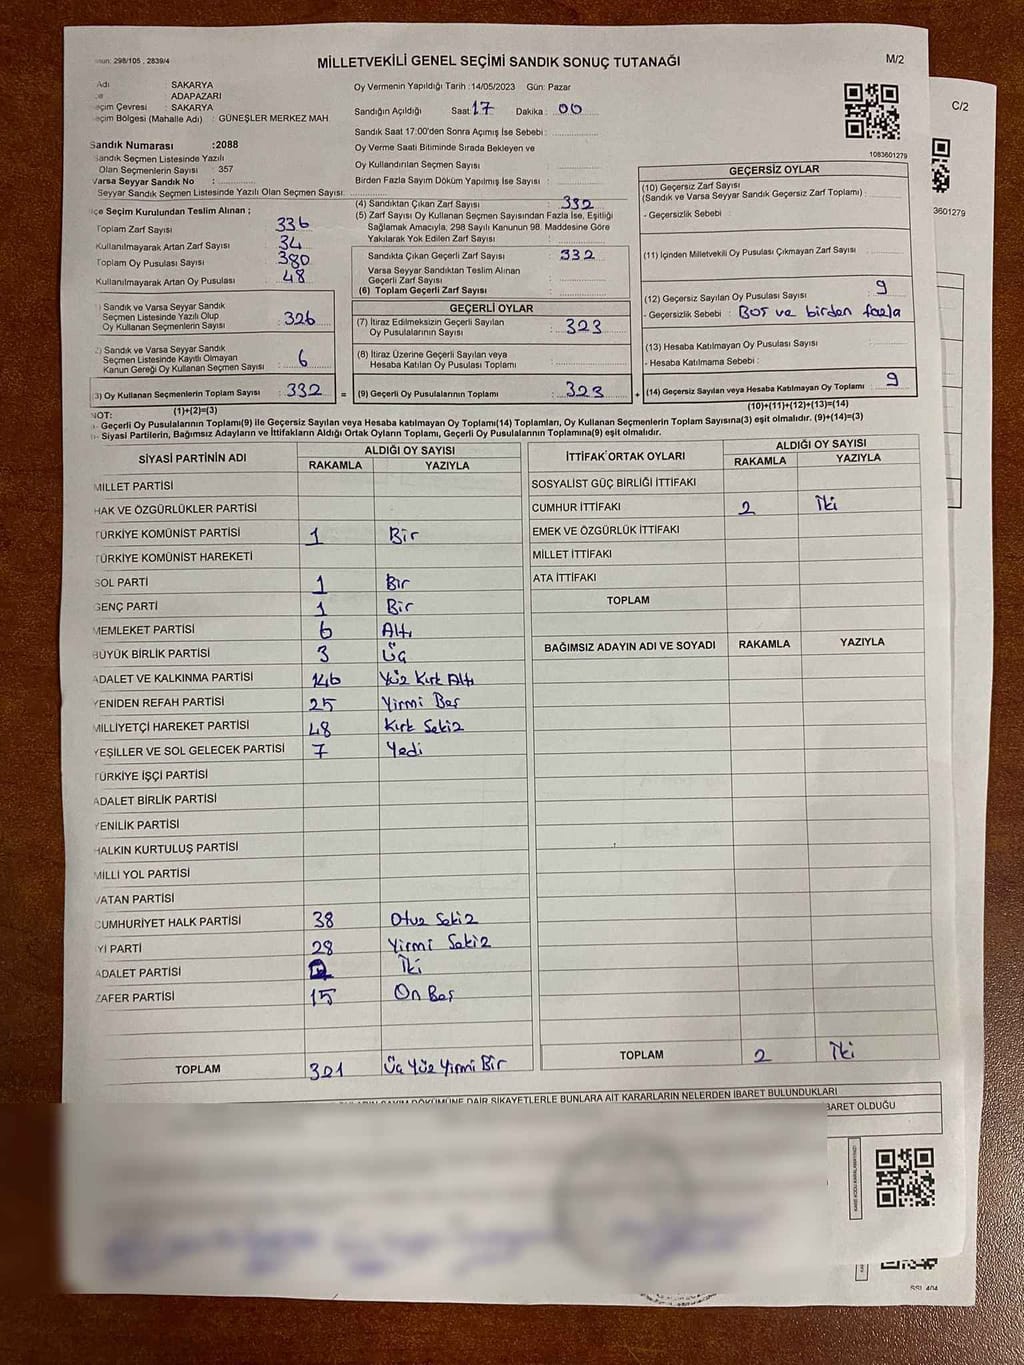 298/105 , 2839/4
MİLLETVEKİLİ GENEL SEÇİMİ SANDIK SONUÇ TUTANAĞI
M/2
C/2
Adı : SAKARYA
ADAPAZARI
Seçim Çevresi : SAKARYA
Seçim Bölgesi (Mahalle Adı) : GÜNEŞLER MERKEZ MAH
Sandık Numarası :2088
Sandık Seçmen Listesinde Yazılı
Olan Seçmenlerin Sayısı : 357
Varsa Seyyar Sandık No :
Seyyar Sandık Seçmen Listesinde Yazılı Olan Seçmen Sayısı:
Oy Vermenin Yapıldığı Tarih :14/05/2023 Gün: Pazar
Sandığın Açıldığı Saat: 17 Dakika : 00
Sandık Saat 17:00'den Sonra Açımış İse Sebebi :
Oy Verme Saati Bitiminde Sırada Bekleyen ve
Oy Kullandırılan Seçmen Sayısı :
Birden Fazla Sayım Döküm Yapılmış İse Sayısı :
1083601279
3601279
İlçe Seçim Kurulundan Teslim Alınan ;
Toplam Zarf Sayısı : 336
Kullanılmayarak Artan Zarf Sayısı : 34
Toplam Oy Pusulası Sayısı : 380
Kullanılmayarak Artan Oy Pusulası : 48
(4) Sandıktan Çıkan Zarf Sayısı : 332
(5) Zarf Sayısı Oy Kullanan Seçmen Sayısından Fazla İse, Eşitliği
Sağlamak Amacıyla, 298 Sayılı Kanunun 98. Maddesine Göre
Yakılarak Yok Edilen Zarf Sayısı :
Sandıkta Çıkan Geçerli Zarf Sayısı : 332
Varsa Seyyar Sandıktan Teslim Alınan
Geçerli Zarf Sayısı :
(6) Toplam Geçerli Zarf Sayısı :
GEÇERSİZ OYLAR
(10) Geçersiz Zarf Sayısı
(Sandık ve Varsa Seyyar Sandık Geçersiz Zarf Toplamı) :
- Geçersizlik Sebebi :
(11) İçinden Milletvekili Oy Pusulası Çıkmayan Zarf Sayısı :
(12) Geçersiz Sayılan Oy Pusulası Sayısı : 9
- Geçersizlik Sebebi : Boş ve birden fazla
(13) Hesaba Katılmayan Oy Pusulası Sayısı :
- Hesaba Katılmama Sebebi :
(14) Geçersiz Sayılan veya Hesaba Katılmayan Oy Toplamı : 9
(10)+(11)+(12)+(13)=(14)
1) Sandık ve Varsa Seyyar Sandık
Seçmen Listesinde Yazılı Olup
Oy Kullanan Seçmenlerin Sayısı : 326
2) Sandık ve Varsa Seyyar Sandık
Seçmen Listesinde Kayıtlı Olmayan
Kanun Gereği Oy Kullanan Seçmen Sayısı : 6
3) Oy Kullanan Seçmenlerin Toplam Sayısı : 332 =
(1)+(2)=(3)
GEÇERLİ OYLAR
(7) İtiraz Edilmeksizin Geçerli Sayılan
Oy Pusulalarının Sayısı : 323
(8) İtiraz Üzerine Geçerli Sayılan veya
Hesaba Katılan Oy Pusulası Toplamı :
(9) Geçerli Oy Pusulalarının Toplamı : 323 +
NOT:
Geçerli Oy Pusulalarının Toplamı(9) ile Geçersiz Sayılan veya Hesaba katılmayan Oy Toplamı(14) Toplamları, Oy Kullanan Seçmenlerin Toplam Sayısına(3) eşit olmalıdır. (9)+(14)=(3)
Siyasi Partilerin, Bağımsız Adayların ve İttifakların Aldığı Ortak Oyların Toplamı, Geçerli Oy Pusulalarının Toplamına(9) eşit olmalıdır.
SİYASİ PARTİNİN ADI ALDIĞI OY SAYISI
RAKAMLA YAZIYLA
MİLLET PARTİSİ
HAK VE ÖZGÜRLÜKLER PARTİSİ
TÜRKİYE KOMÜNİST PARTİSİ 1 Bir
TÜRKİYE KOMÜNİST HAREKETİ
SOL PARTİ 1 Bır
GENÇ PARTİ 1 Bir
MEMLEKET PARTİSİ 6 Altı
BÜYÜK BİRLİK PARTİSİ 3 Üç
ADALET VE KALKINMA PARTİSİ 146 Yüz Kırk Altı
YENİDEN REFAH PARTİSİ 25 Yirmi Beş
MİLLİYETÇİ HAREKET PARTİSİ 48 Kırk Sekiz
YEŞİLLER VE SOL GELECEK PARTİSİ 7 Yedi
TÜRKİYE İŞÇİ PARTİSİ
ADALET BİRLİK PARTİSİ
YENİLİK PARTİSİ
HALKIN KURTULUŞ PARTİSİ
MİLLİ YOL PARTİSİ
VATAN PARTİSİ
CUMHURİYET HALK PARTİSİ 38 Otuz Sekiz
İYİ PARTİ 28 Yirmi Sekiz
ADALET PARTİSİ 2 İki
ZAFER PARTİSİ 15 On Beş
TOPLAM 321 Üç Yüz Yirmi Bir
İTTİFAK ORTAK OYLARI ALDIĞI OY SAYISI
RAKAMLA YAZIYLA
SOSYALİST GÜÇ BİRLİĞİ İTTİFAKI
CUMHUR İTTİFAKI 2 İki
EMEK VE ÖZGÜRLÜK İTTİFAKI
MİLLET İTTİFAKI
ATA İTTİFAKI
TOPLAM
BAĞIMSIZ ADAYIN ADI VE SOYADI RAKAMLA YAZIYLA
TOPLAM 2 İki
SAYIM DÖKÜMÜNE DAİR ŞİKAYETLERLE BUNLARA AİT KARARLARIN NELERDEN İBARET BULUNDUKLARI
İBARET OLDUĞU